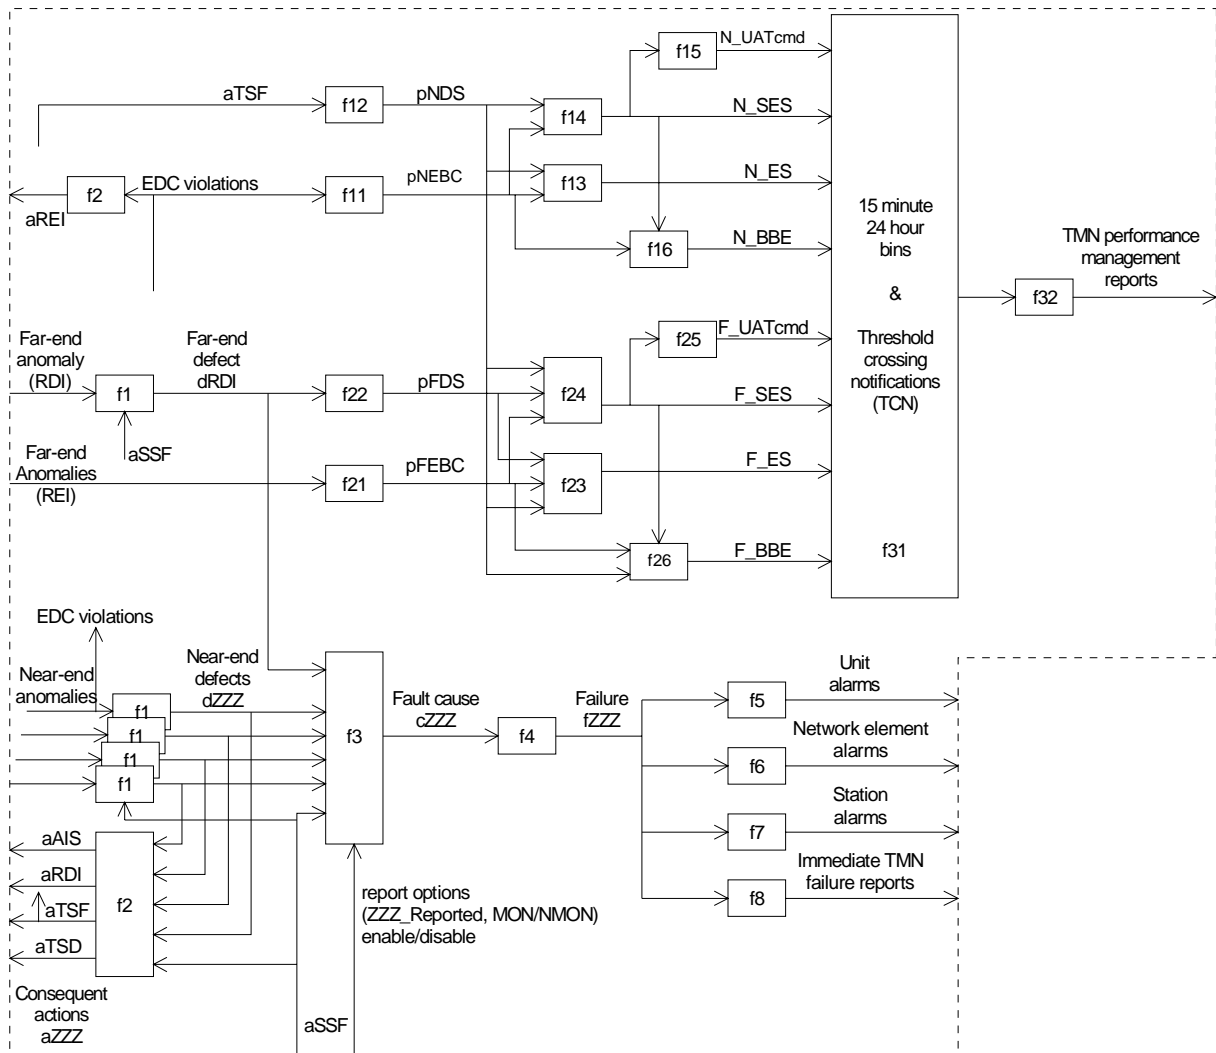 N_UATcmd
f15
aTSF
f12
pNDS
f14
N_SES
EDC violations
f2
aREI
f11
pNEBC
f13
N_ES
f16
N_BBE
15 minute
24 hour
bins
&
Threshold
crossing
notifications
(TCN)
f31
TMN performance
management
reports
f32
Far-end
anomaly
(RDI)
f1
aSSF
Far-end
defect
dRDI
f22
pFDS
f24
f25
F_UATcmd
F_SES
Far-end
Anomalies
(REI)
f21
pFEBC
f23
F_ES
f26
F_BBE
EDC violations
Near-end
anomalies
f1
f1
f1
f1
Near-end
defects
dZZZ
f3
Fault cause
cZZZ
f4
Failure
fZZZ
f5
Unit
alarms
f6
Network element
alarms
f7
Station
alarms
f8
Immediate TMN
failure reports
aAIS
aRDI
aTSF
aTSD
f2
report options
(ZZZ_Reported, MON/NMON)
enable/disable
Consequent
actions
aZZZ
aSSF